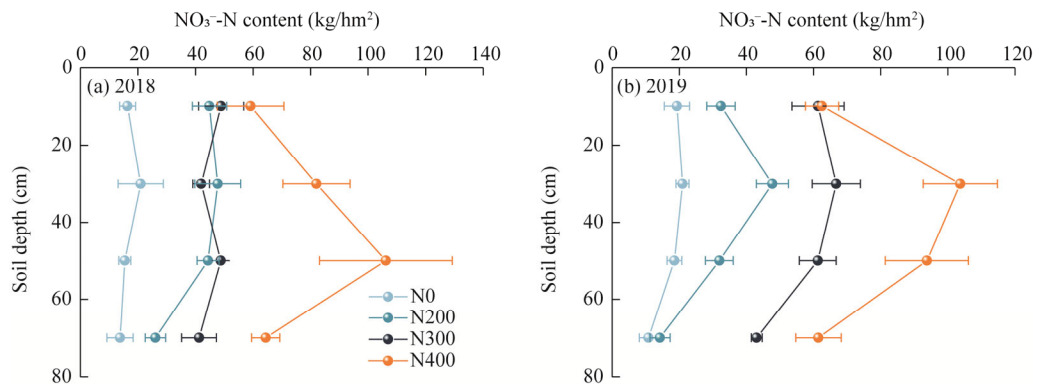 NO₃⁻-N content (kg/hm²)
0 20 40 60 80 100 120 140
0
20
40
60
80
Soil depth (cm)
(a) 2018
N0
N200
N300
N400
NO₃⁻-N content (kg/hm²)
0 20 40 60 80 100 120
0
20
40
60
80
Soil depth (cm)
(b) 2019